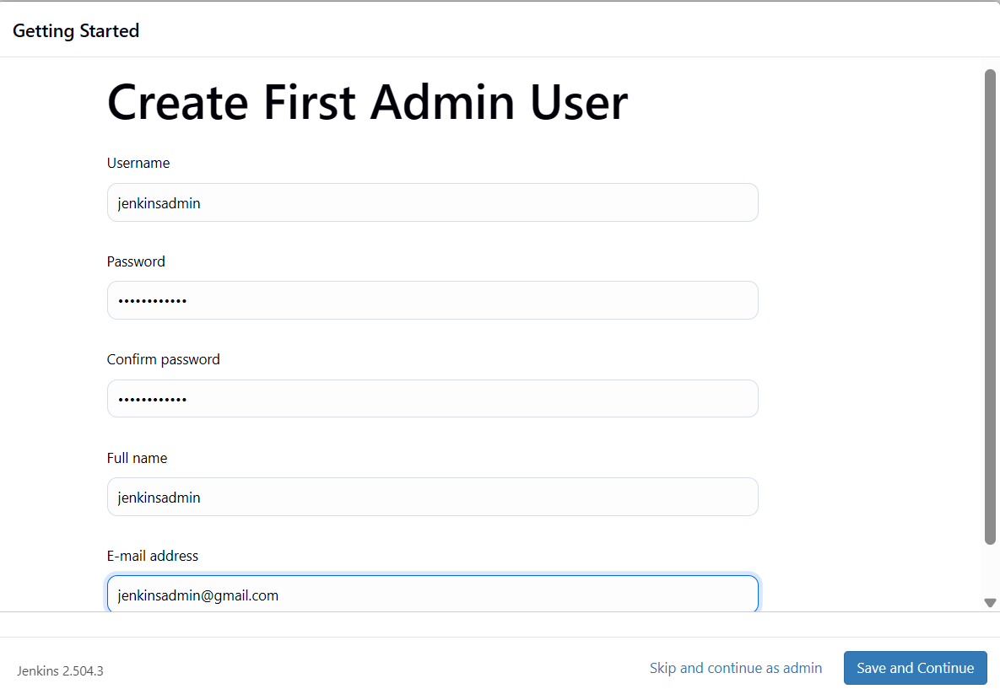 Getting Started
Create First Admin User
Username
jenkinsadmin
Password
••••••••••••
Confirm password
••••••••••••
Full name
jenkinsadmin
E-mail address
jenkinsadmin@gmail.com
Jenkins 2.504.3
Skip and continue as admin
Save and Continue